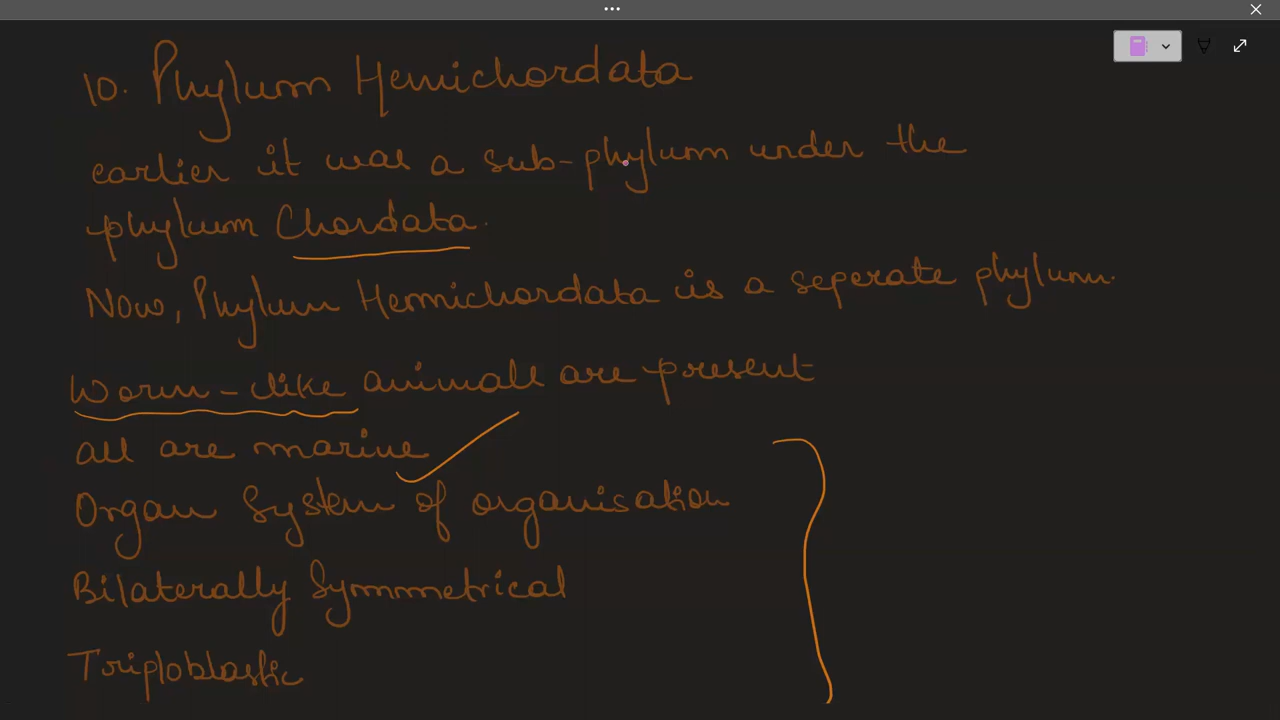 10. Phylum Hemichordata
earlier it was a sub-phylum under the
phylum Chordata.
Now, Phylum Hemichordata is a seperate phylum.
Worm-like animals are present
all are marine
Organ System of organisation
Bilaterally Symmetrical
Triploblastic